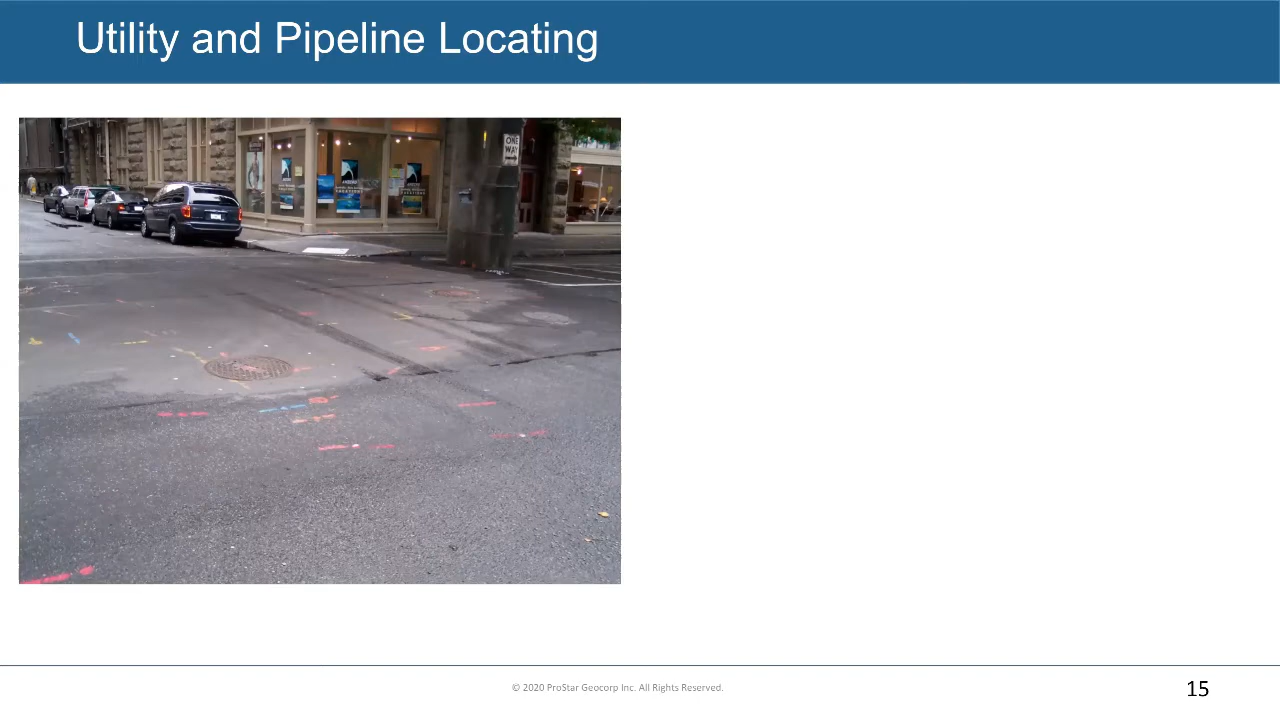 Utility and Pipeline Locating
ONE
WAY
© 2020 ProStar Geocorp Inc. All Rights Reserved.
15